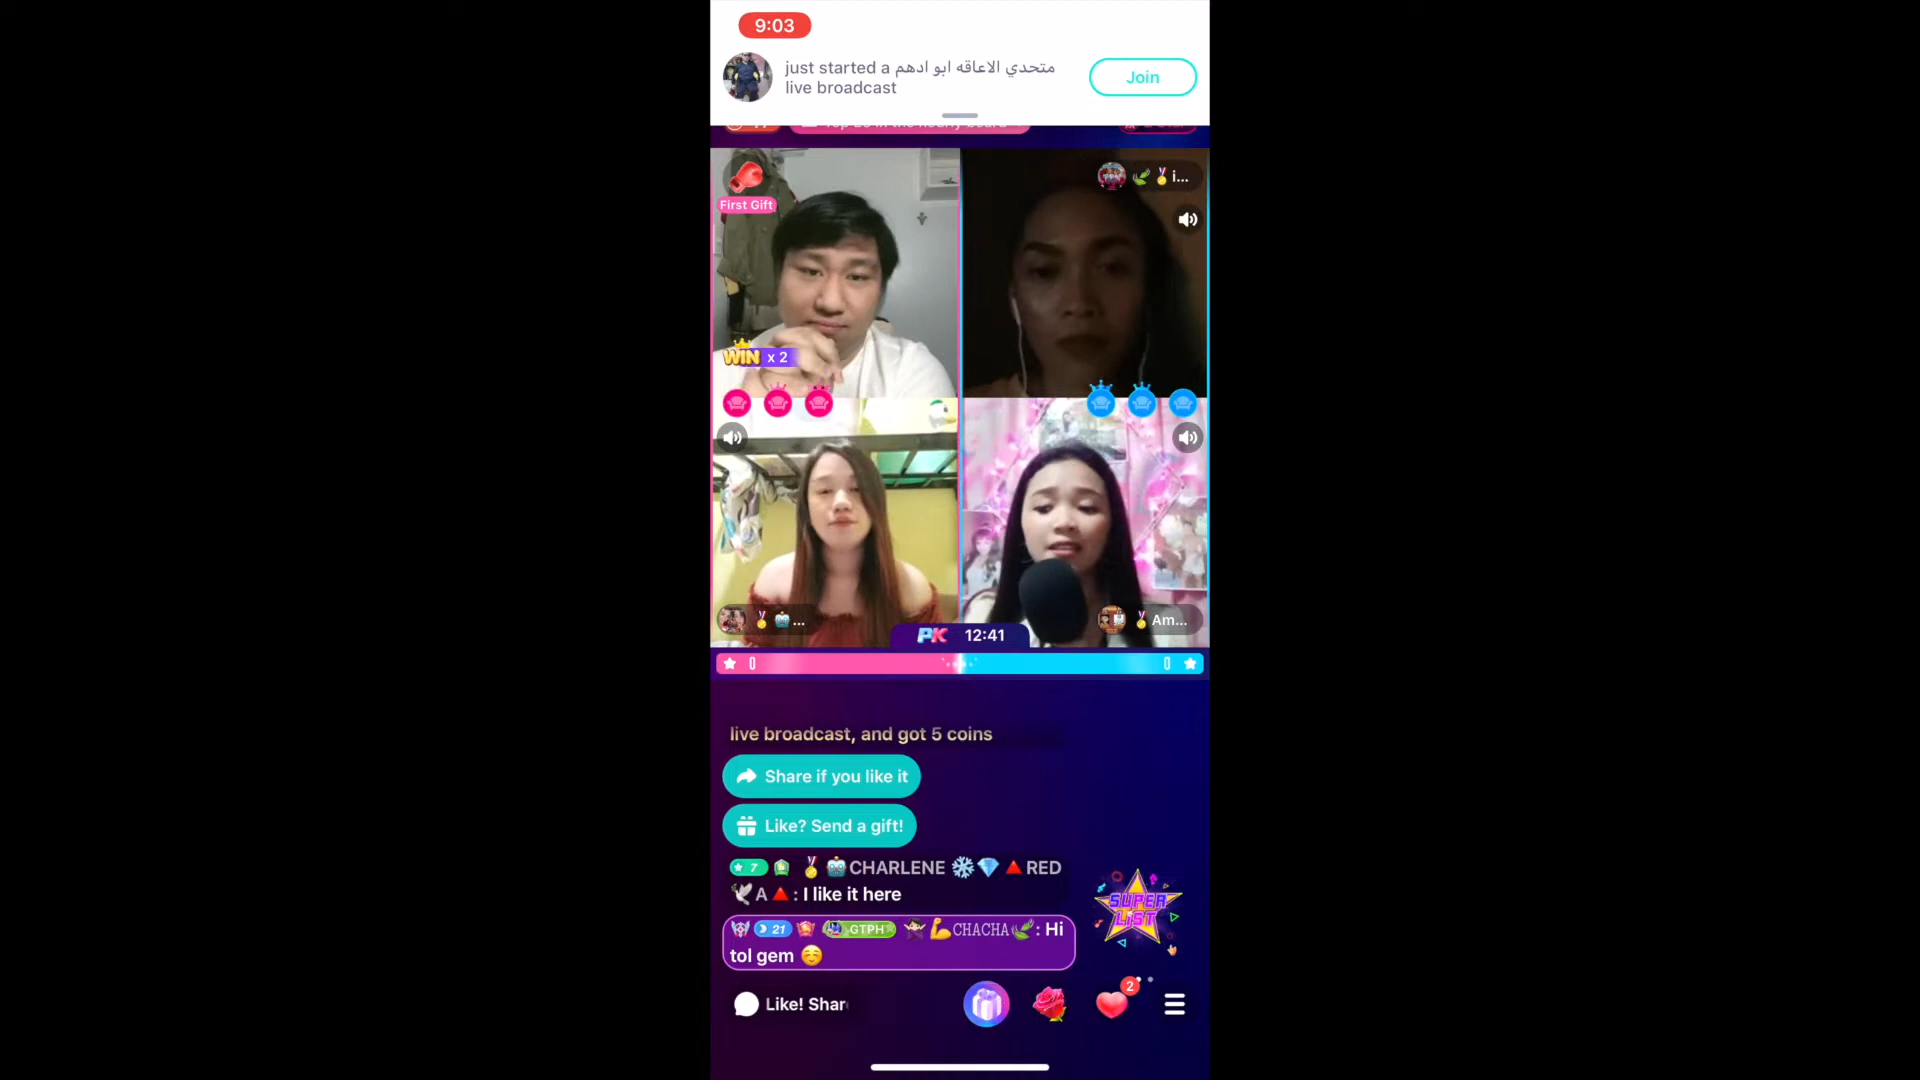 9:03
just started a متحدي الاعاقه ابو ادهم
live broadcast
Join
First Gift
i...
WIN x 2
...
Am...
PK 12:41
0
0
live broadcast, and got 5 coins
Share if you like it
Like? Send a gift!
7 CHARLENE ❄️💎🔺RED
🕊A🔺: I like it here
21 GTPH CHACHA🌿: Hi
tol gem ☺️
SUPER
LIST
2
Like! Shar